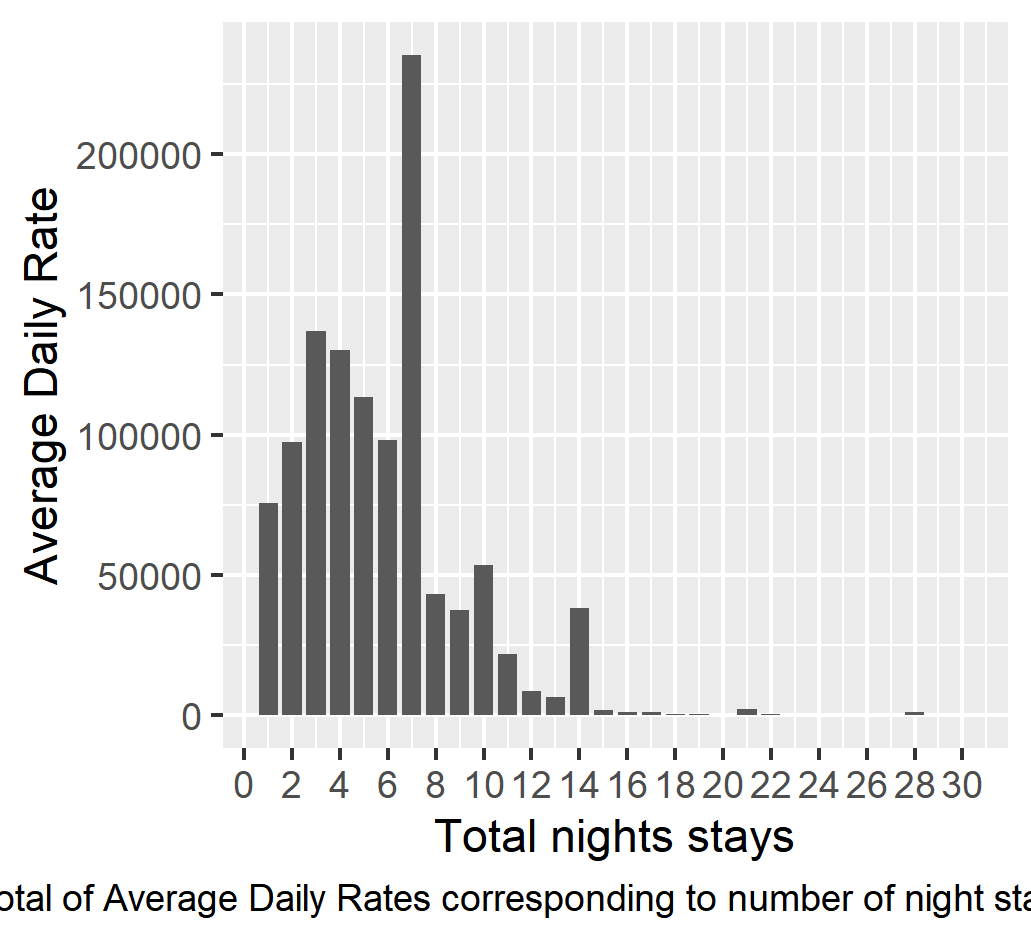 200000
150000
100000
50000
0
Average Daily Rate
0 2 4 6 8 10 12 14 16 18 20 22 24 26 28 30
Total nights stays
otal of Average Daily Rates corresponding to number of night sta